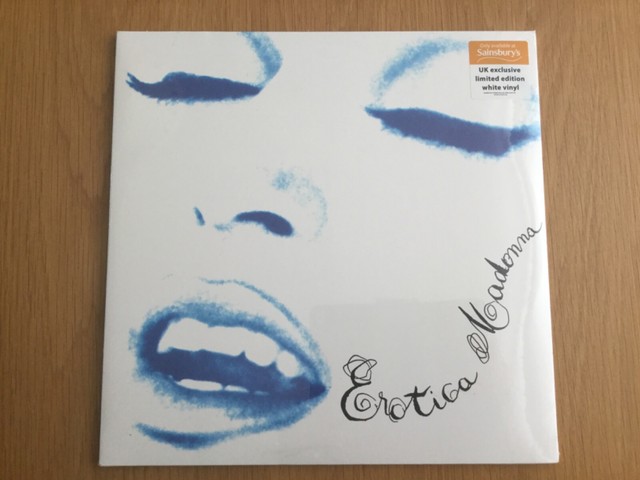 Only available at
Sainsbury's
UK exclusive
limited edition
white vinyl
Erotica Madonna